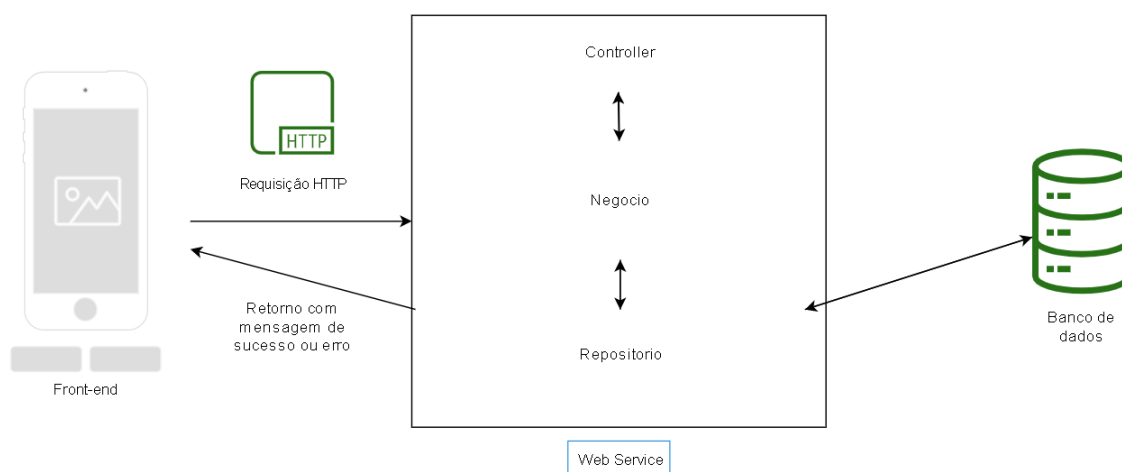 Controller
HTTP
Requisição HTTP
Negocio
Retorno com
mensagem de
sucesso ou erro
Repositorio
Banco de
dados
Front-end
Web Service